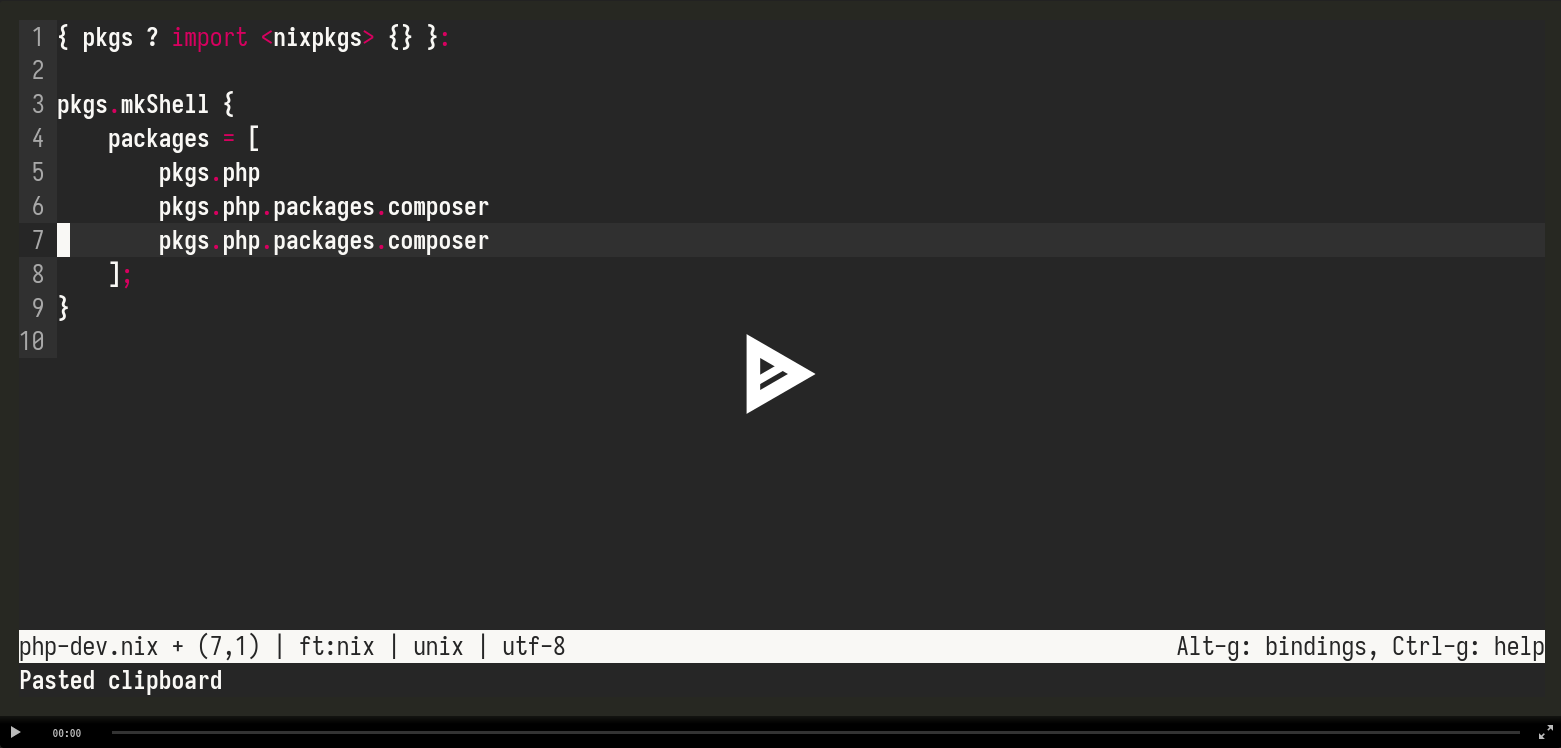 1 { pkgs ? import <nixpkgs> {} }:
2
3 pkgs.mkShell {
4     packages = [
5         pkgs.php
6         pkgs.php.packages.composer
7         pkgs.php.packages.composer
8     ];
9 }
10
php-dev.nix + (7,1) | ft:nix | unix | utf-8 Alt-g: bindings, Ctrl-g: help
Pasted clipboard
00:00